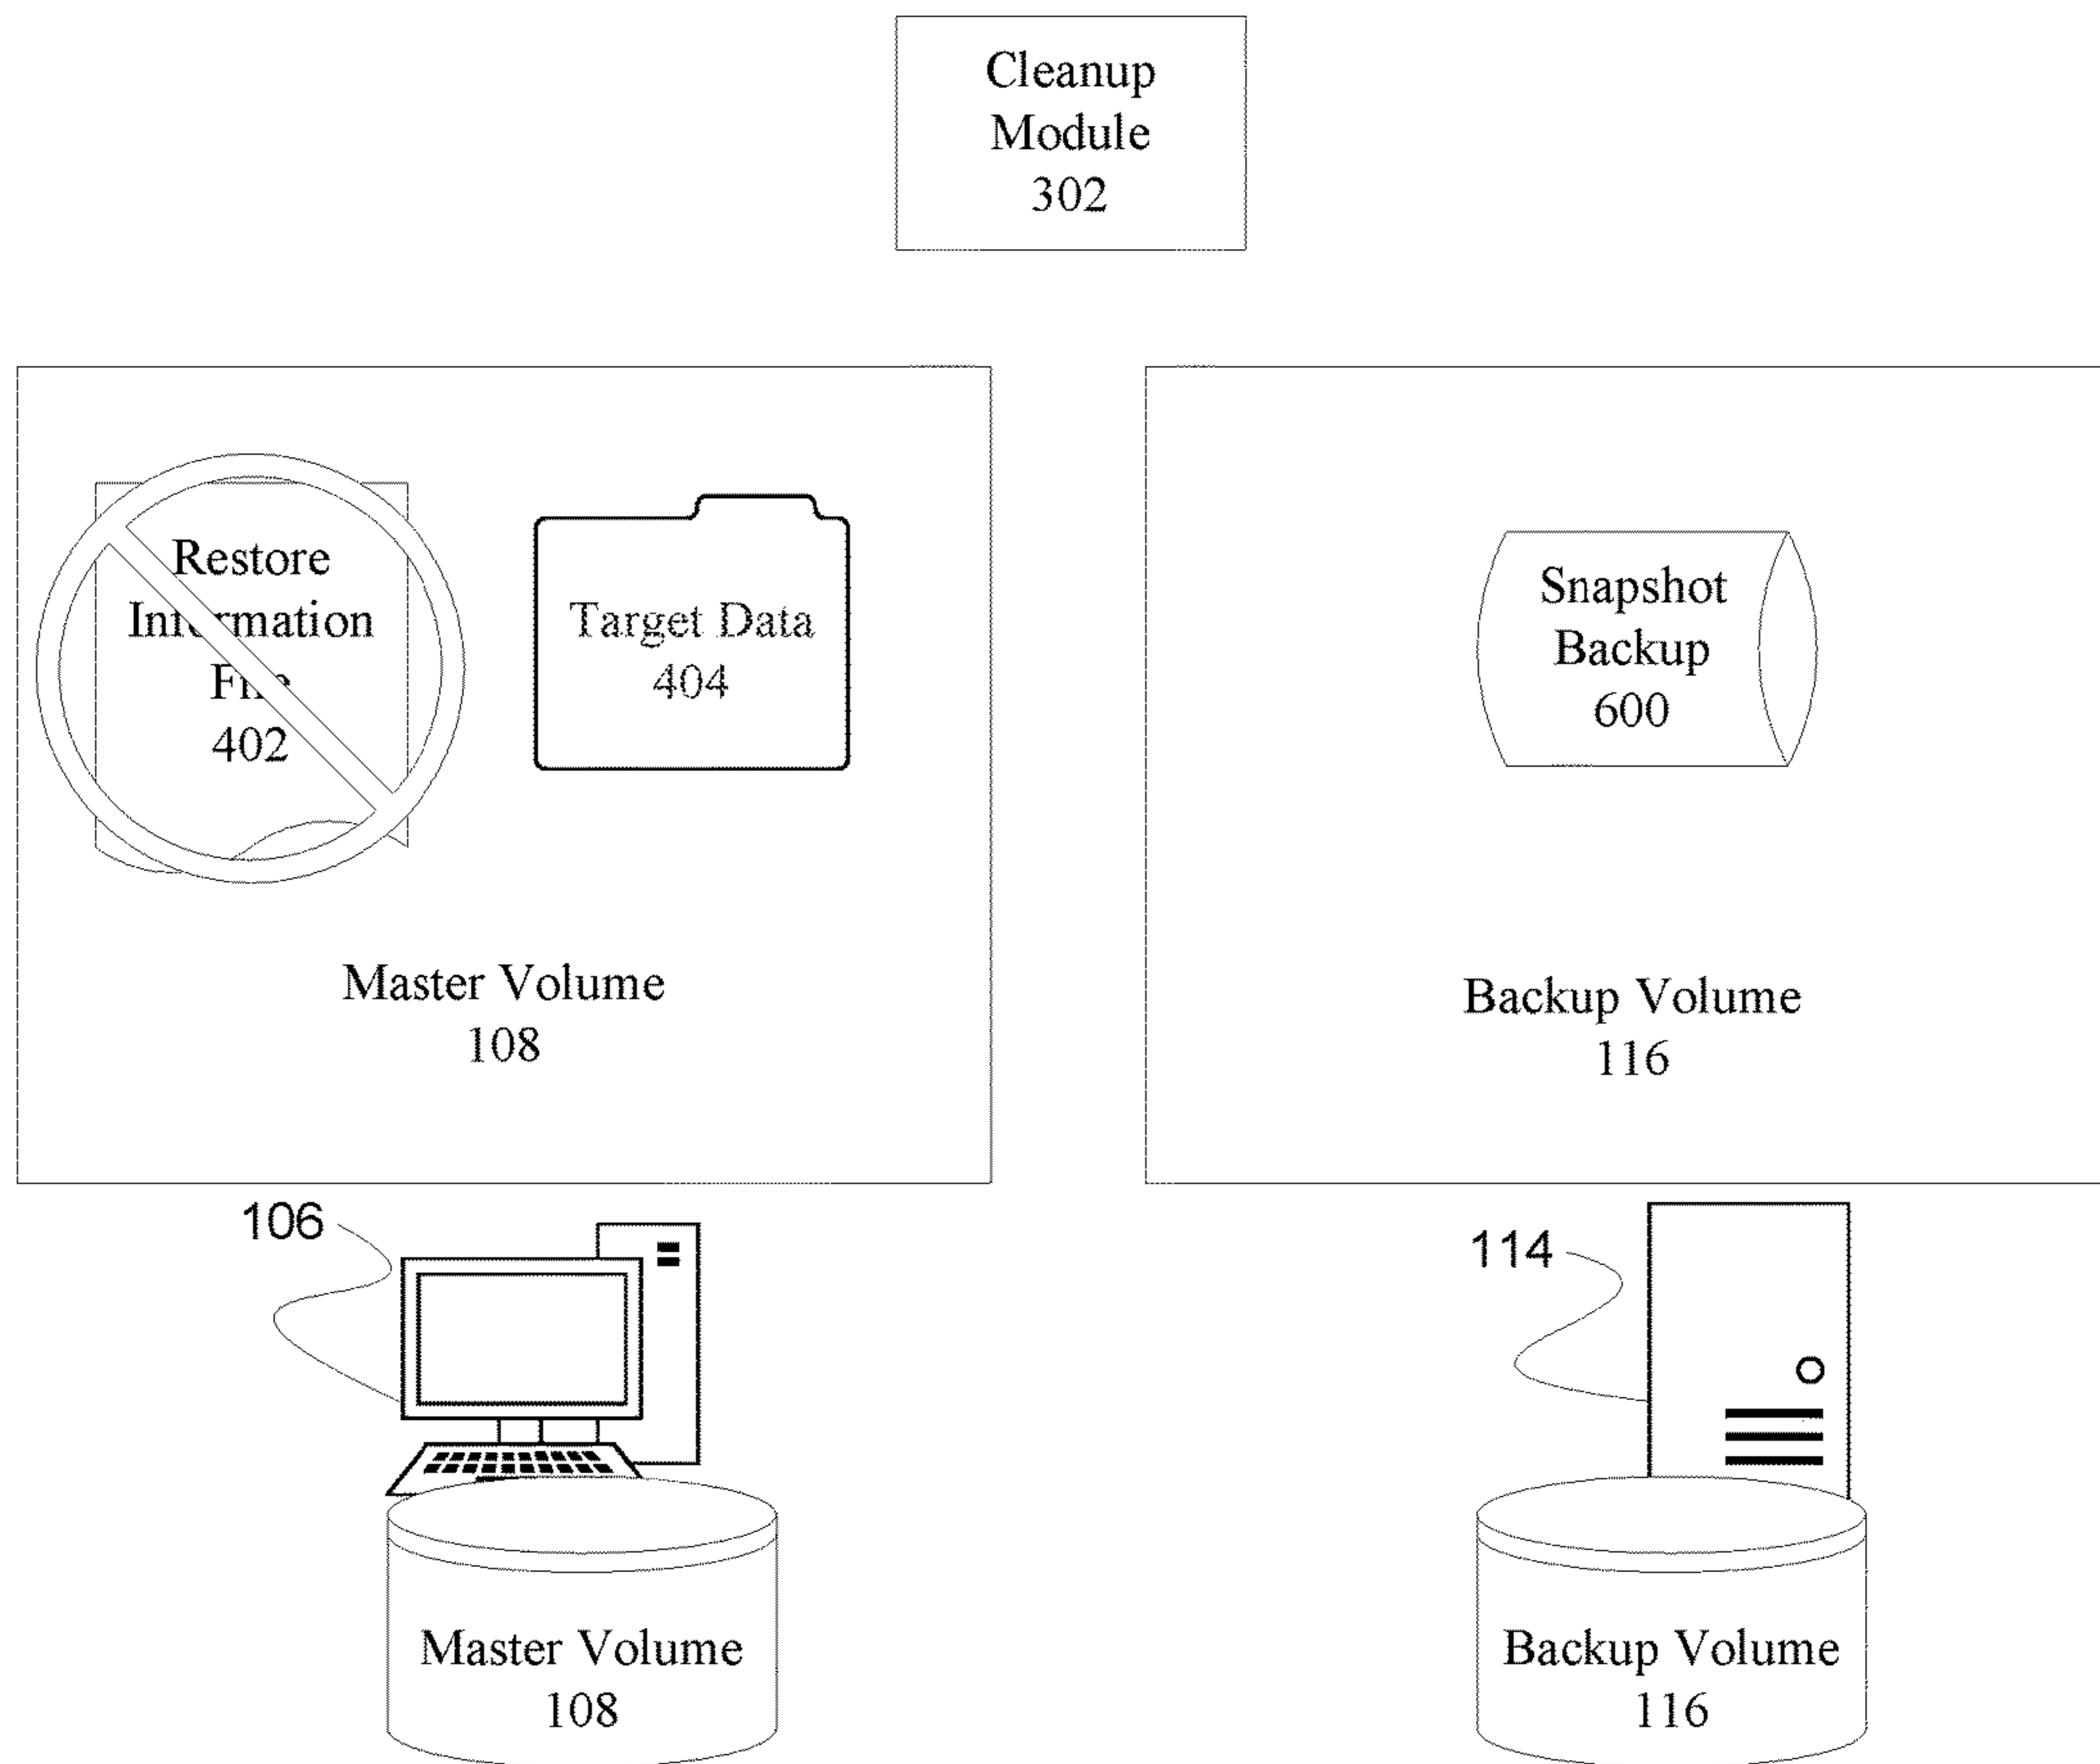 Cleanup
Module
302
Restore
Information
File
402
Target Data
404
Master Volume
108
Snapshot
Backup
600
Backup Volume
116
106
114
Master Volume
108
Backup Volume
116